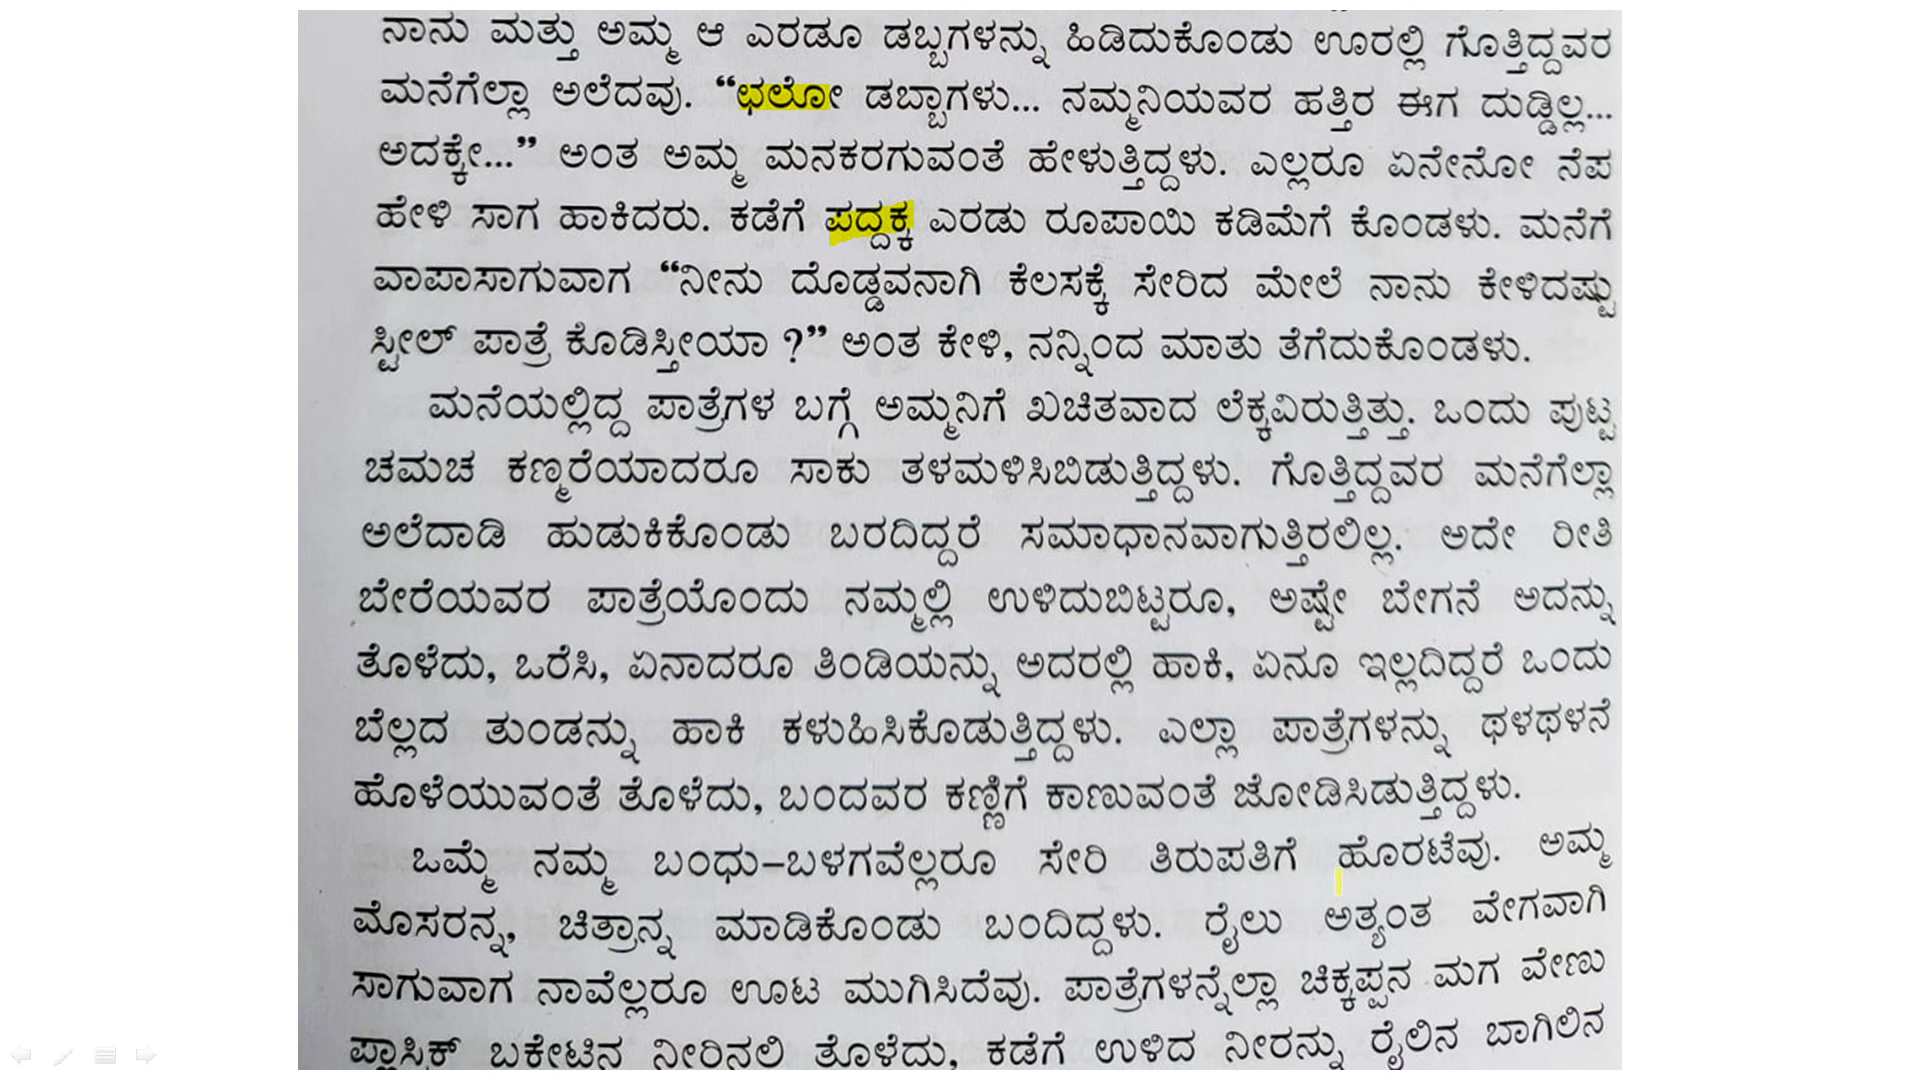 ನಾನು ಮತ್ತು ಅಮ್ಮ ಆ ಎರಡೂ ಡಬ್ಬಗಳನ್ನು ಹಿಡಿದುಕೊಂಡು ಊರಲ್ಲಿ ಗೊತ್ತಿದ್ದವರ
ಮನೆಗೆಲ್ಲಾ ಅಲೆದವು. “ಛಲೋ ಡಬ್ಬಾಗಳು... ನಮ್ಮನಿಯವರ ಹತ್ತಿರ ಈಗ ದುಡ್ಡಿಲ್ಲ...
ಅದಕ್ಕೇ...” ಅಂತ ಅಮ್ಮ ಮನಕರಗುವಂತೆ ಹೇಳುತ್ತಿದ್ದಳು. ಎಲ್ಲರೂ ಏನೇನೋ ನೆಪ
ಹೇಳಿ ಸಾಗ ಹಾಕಿದರು. ಕಡೆಗೆ ಪದ್ದಕ್ಕ ಎರಡು ರೂಪಾಯಿ ಕಡಿಮೆಗೆ ಕೊಂಡಳು. ಮನೆಗೆ
ವಾಪಾಸಾಗುವಾಗ “ನೀನು ದೊಡ್ಡವನಾಗಿ ಕೆಲಸಕ್ಕೆ ಸೇರಿದ ಮೇಲೆ ನಾನು ಕೇಳಿದಷ್ಟು
ಸ್ಟೀಲ್ ಪಾತ್ರೆ ಕೊಡಿಸ್ತೀಯಾ ?” ಅಂತ ಕೇಳಿ, ನನ್ನಿಂದ ಮಾತು ತೆಗೆದುಕೊಂಡಳು.
ಮನೆಯಲ್ಲಿದ್ದ ಪಾತ್ರೆಗಳ ಬಗ್ಗೆ ಅಮ್ಮನಿಗೆ ಖಚಿತವಾದ ಲೆಕ್ಕವಿರುತ್ತಿತ್ತು. ಒಂದು ಪುಟ್ಟ
ಚಮಚ ಕಣ್ಮರೆಯಾದರೂ ಸಾಕು ತಳಮಳಿಸಿಬಿಡುತ್ತಿದ್ದಳು. ಗೊತ್ತಿದ್ದವರ ಮನೆಗೆಲ್ಲಾ
ಅಲೆದಾಡಿ ಹುಡುಕಿಕೊಂಡು ಬರದಿದ್ದರೆ ಸಮಾಧಾನವಾಗುತ್ತಿರಲಿಲ್ಲ. ಅದೇ ರೀತಿ
ಬೇರೆಯವರ ಪಾತ್ರೆಯೊಂದು ನಮ್ಮಲ್ಲಿ ಉಳಿದುಬಿಟ್ಟರೂ, ಅಷ್ಟೇ ಬೇಗನೆ ಅದನ್ನು
ತೊಳೆದು, ಒರೆಸಿ, ಏನಾದರೂ ತಿಂಡಿಯನ್ನು ಅದರಲ್ಲಿ ಹಾಕಿ, ಏನೂ ಇಲ್ಲದಿದ್ದರೆ ಒಂದು
ಬೆಲ್ಲದ ತುಂಡನ್ನು ಹಾಕಿ ಕಳುಹಿಸಿಕೊಡುತ್ತಿದ್ದಳು. ಎಲ್ಲಾ ಪಾತ್ರೆಗಳನ್ನು ಥಳಥಳನೆ
ಹೊಳೆಯುವಂತೆ ತೊಳೆದು, ಬಂದವರ ಕಣ್ಣಿಗೆ ಕಾಣುವಂತೆ ಜೋಡಿಸಿಡುತ್ತಿದ್ದಳು.
ಒಮ್ಮೆ ನಮ್ಮ ಬಂಧು-ಬಳಗವೆಲ್ಲರೂ ಸೇರಿ ತಿರುಪತಿಗೆ ಹೊರಟೆವು. ಅಮ್ಮ
ಮೊಸರನ್ನ, ಚಿತ್ರಾನ್ನ ಮಾಡಿಕೊಂಡು ಬಂದಿದ್ದಳು. ರೈಲು ಅತ್ಯಂತ ವೇಗವಾಗಿ
ಸಾಗುವಾಗ ನಾವೆಲ್ಲರೂ ಊಟ ಮುಗಿಸಿದೆವು. ಪಾತ್ರೆಗಳನ್ನೆಲ್ಲಾ ಚಿಕ್ಕಪ್ಪನ ಮಗ ವೇಣು
ಪ್ಲಾಸ್ಟಿಕ್ ಬಕೇಟಿನ ನೀರಿನಲ್ಲಿ ತೊಳೆದು, ಕಡೆಗೆ ಉಳಿದ ನೀರನ್ನು ರೈಲಿನ ಬಾಗಿಲಿನ